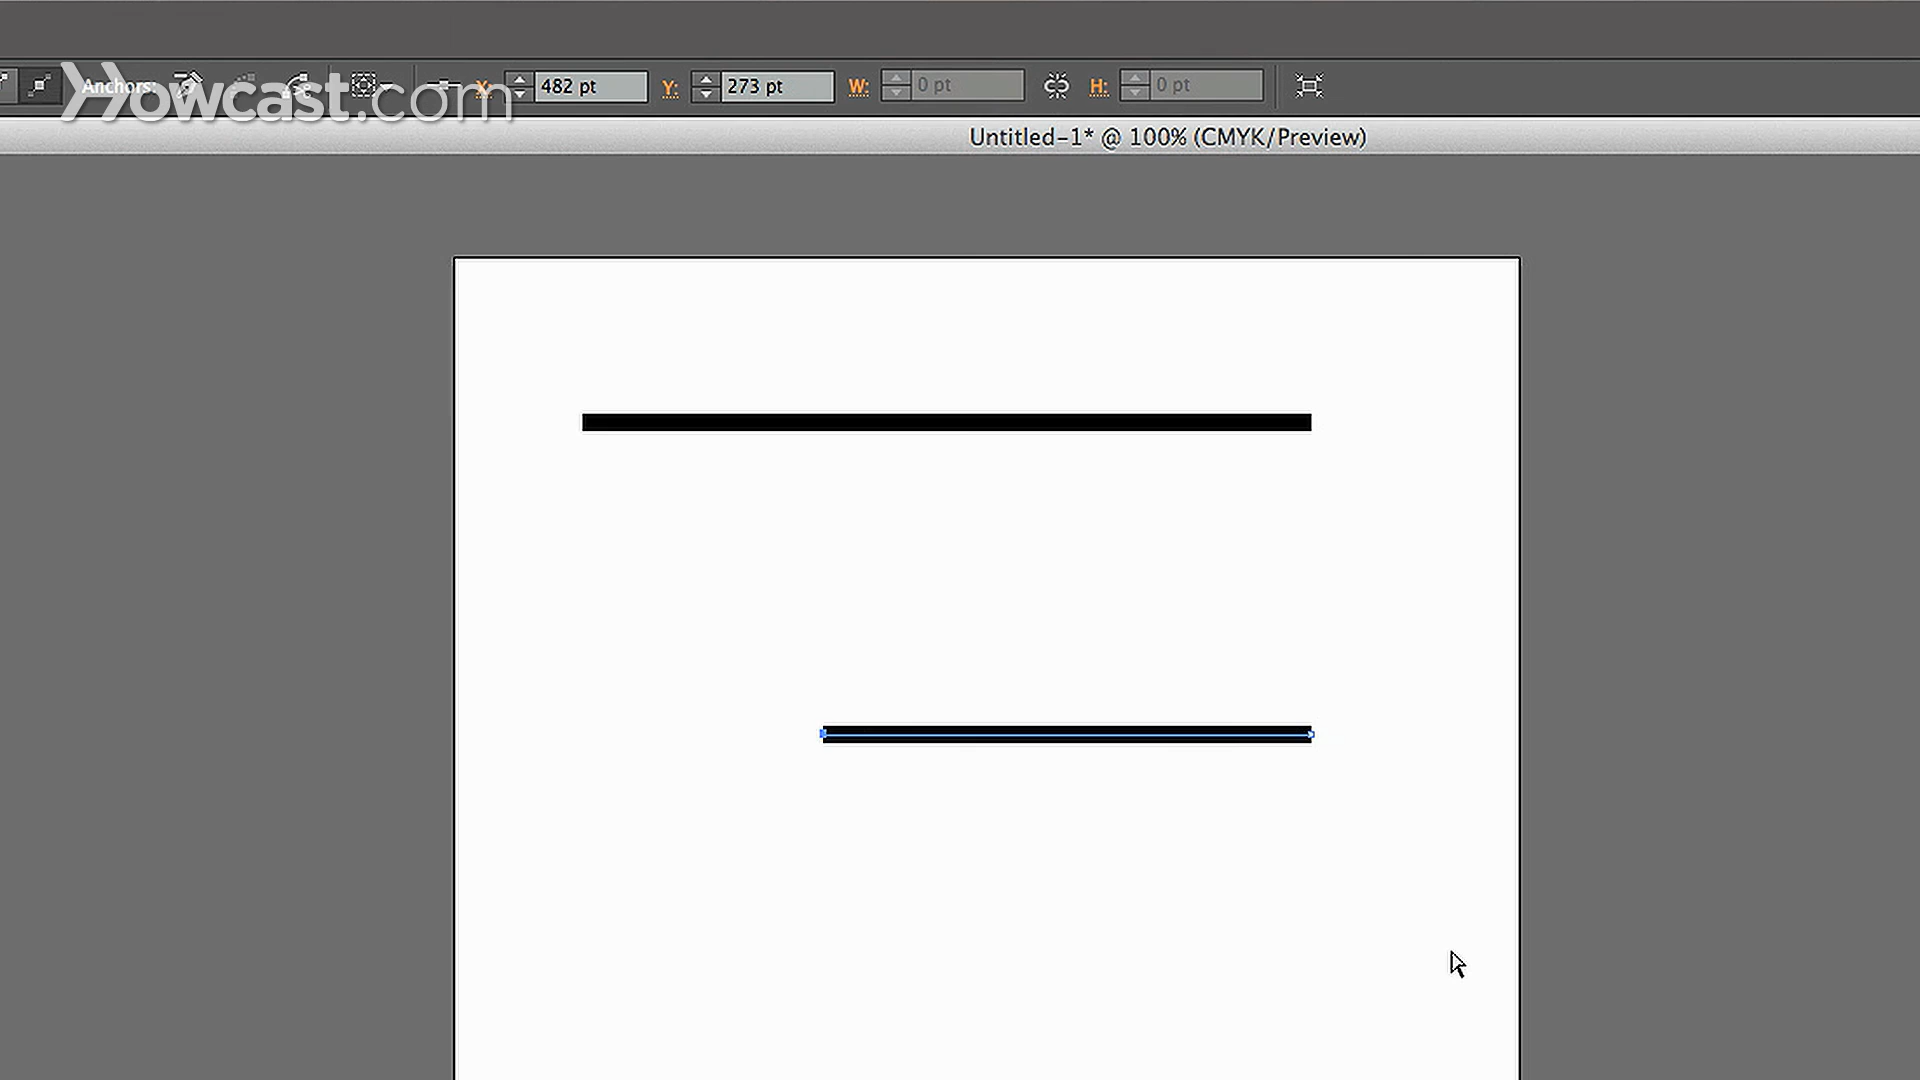 Howcast.com
Anchors: X: 482 pt Y: 273 pt W: 0 pt H: 0 pt
Untitled-1* @ 100% (CMYK/Preview)